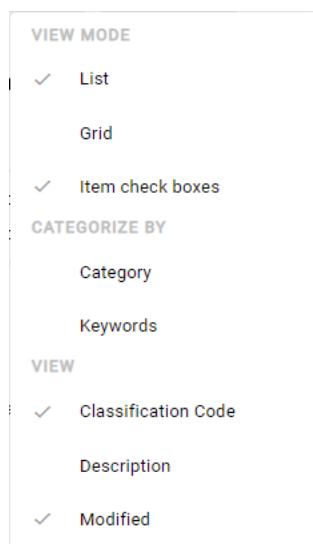 VIEW MODE
List
Grid
Item check boxes
CATEGORIZE BY
Category
Keywords
VIEW
Classification Code
Description
Modified